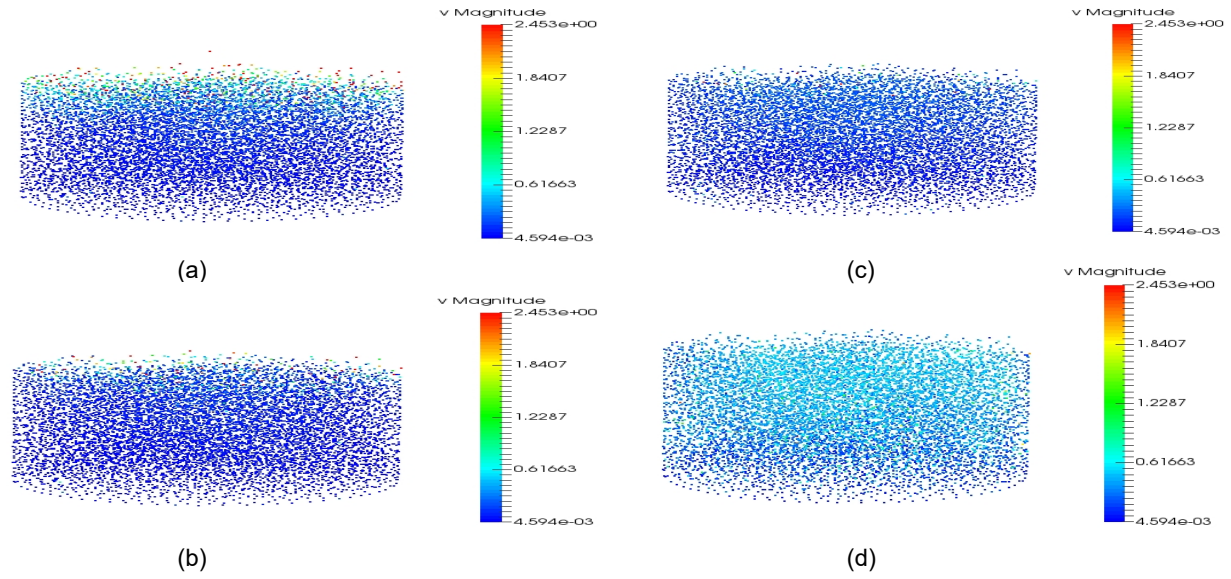 v Magnitude
2.453e+00
1.8407
1.2287
0.61663
4.594e-03
(a)
v Magnitude
2.453e+00
1.8407
1.2287
0.61663
4.594e-03
(c)
v Magnitude
2.453e+00
1.8407
1.2287
0.61663
4.594e-03
(b)
v Magnitude
2.453e+00
1.8407
1.2287
0.61663
4.594e-03
(d)